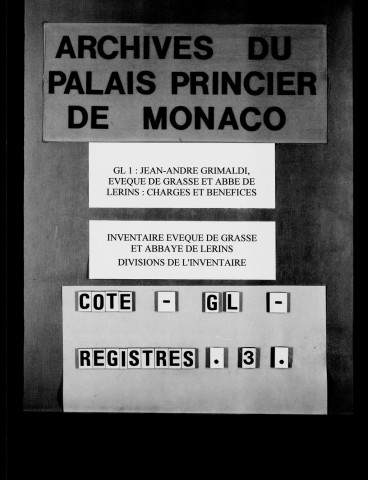 ARCHIVES DU
PALAIS PRINCIER
DE MONACO
GL 1 : JEAN-ANDRE GRIMALDI,
EVEQUE DE GRASSE ET ABBE DE
LERINS : CHARGES ET BENEFICES
INVENTAIRE EVEQUE DE GRASSE
ET ABBAYE DE LERINS
DIVISIONS DE L'INVENTAIRE
COTE - GL -
REGISTRES . 3 .